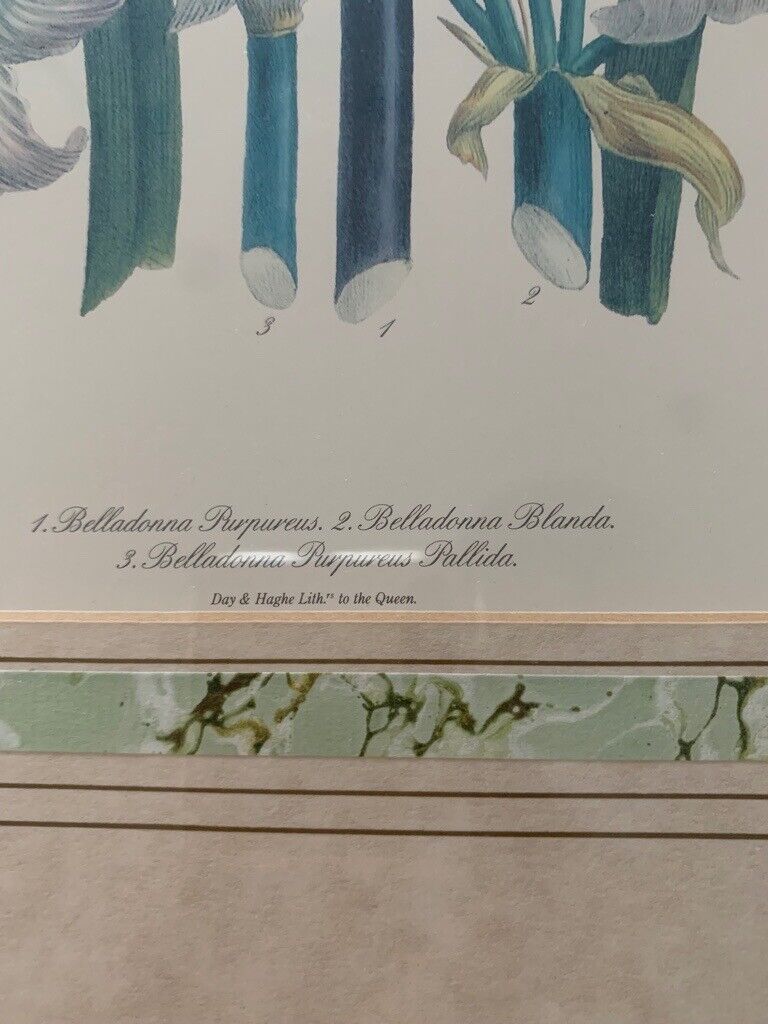 3 1 2
1. Belladonna Purpureus. 2. Belladonna Blanda.
3. Belladonna Purpureus Pallida.
Day & Haghe Lith.rs to the Queen.